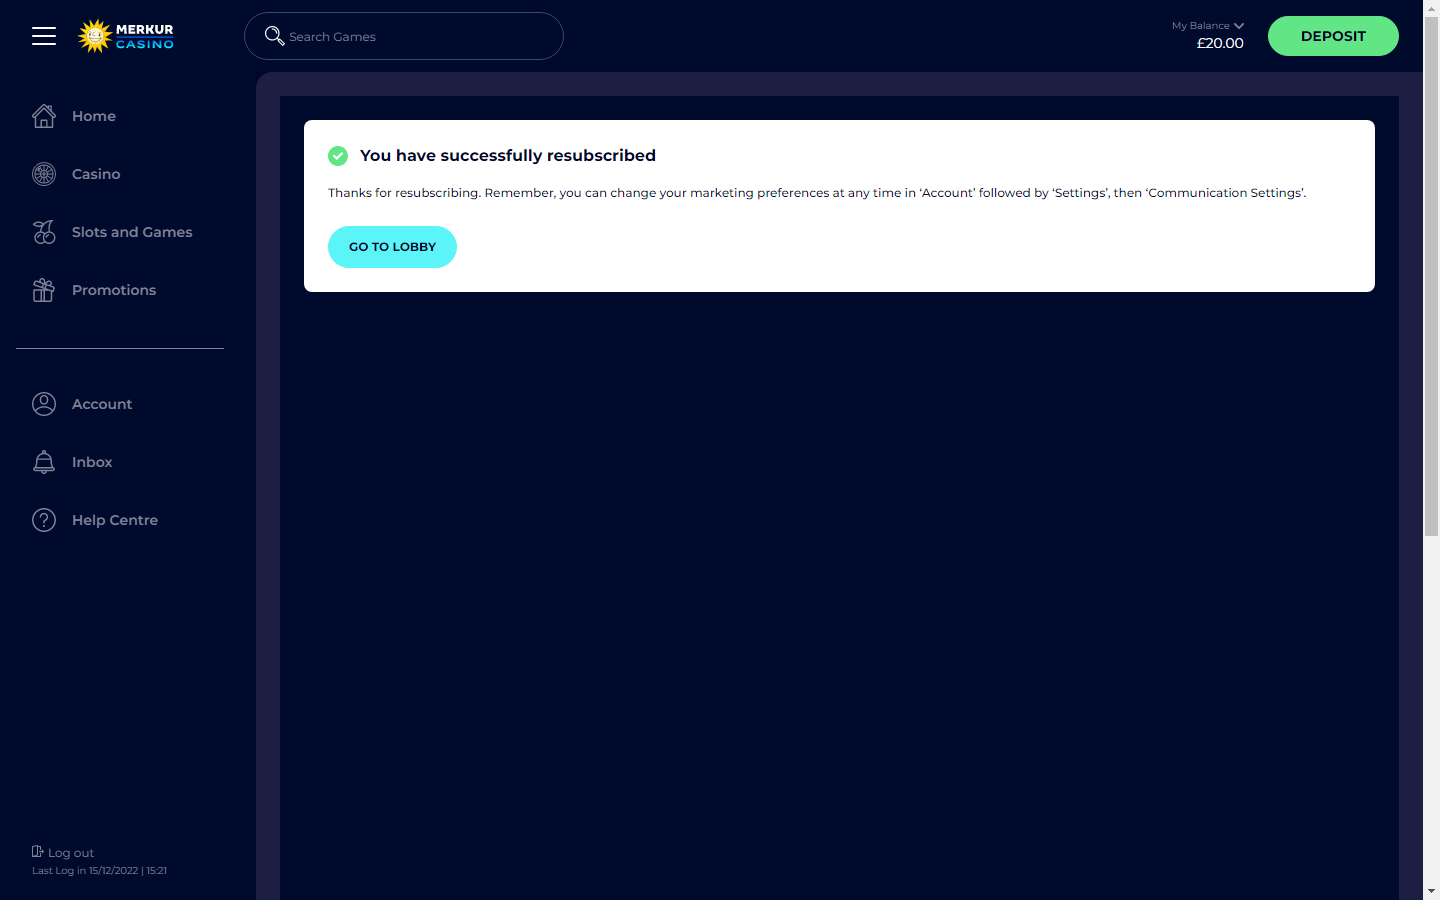 MERKUR
CASINO
Search Games
My Balance
£20.00
DEPOSIT
Home
Casino
Slots and Games
Promotions
Account
Inbox
Help Centre
Log out
Last Log in 15/12/2022 | 15:21
You have successfully resubscribed
Thanks for resubscribing. Remember, you can change your marketing preferences at any time in ‘Account’ followed by ‘Settings’, then ‘Communication Settings’.
GO TO LOBBY